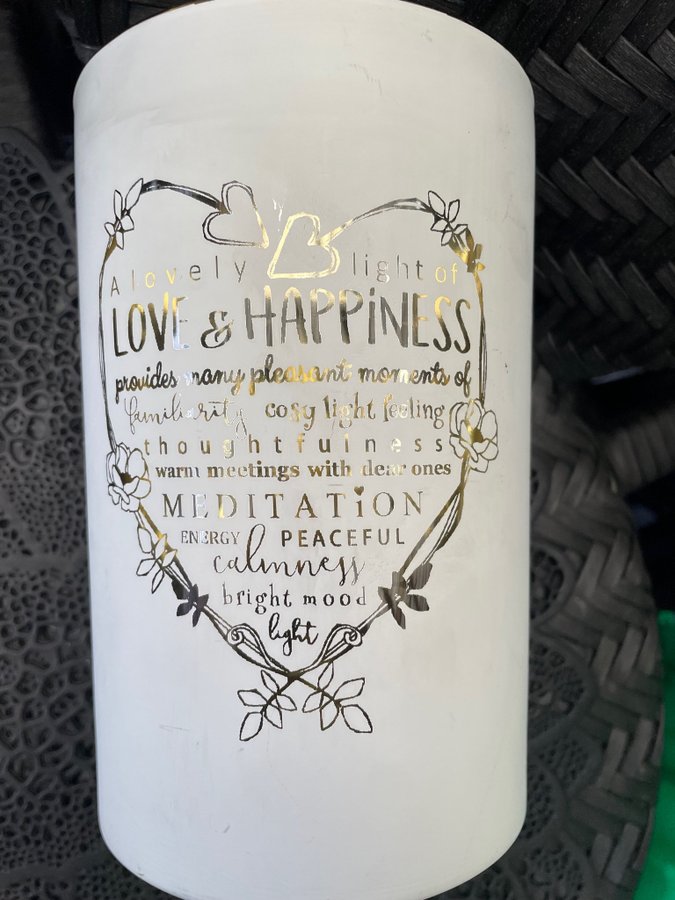 A lovely light of
LOVE & HAPPiNESS
provides many pleasant moments of
familiarity cosy light feeling
thoughtfulness
warm meetings with dear ones
MEDITATiON
ENERGY PEACEFUL
calmness
bright mood
light